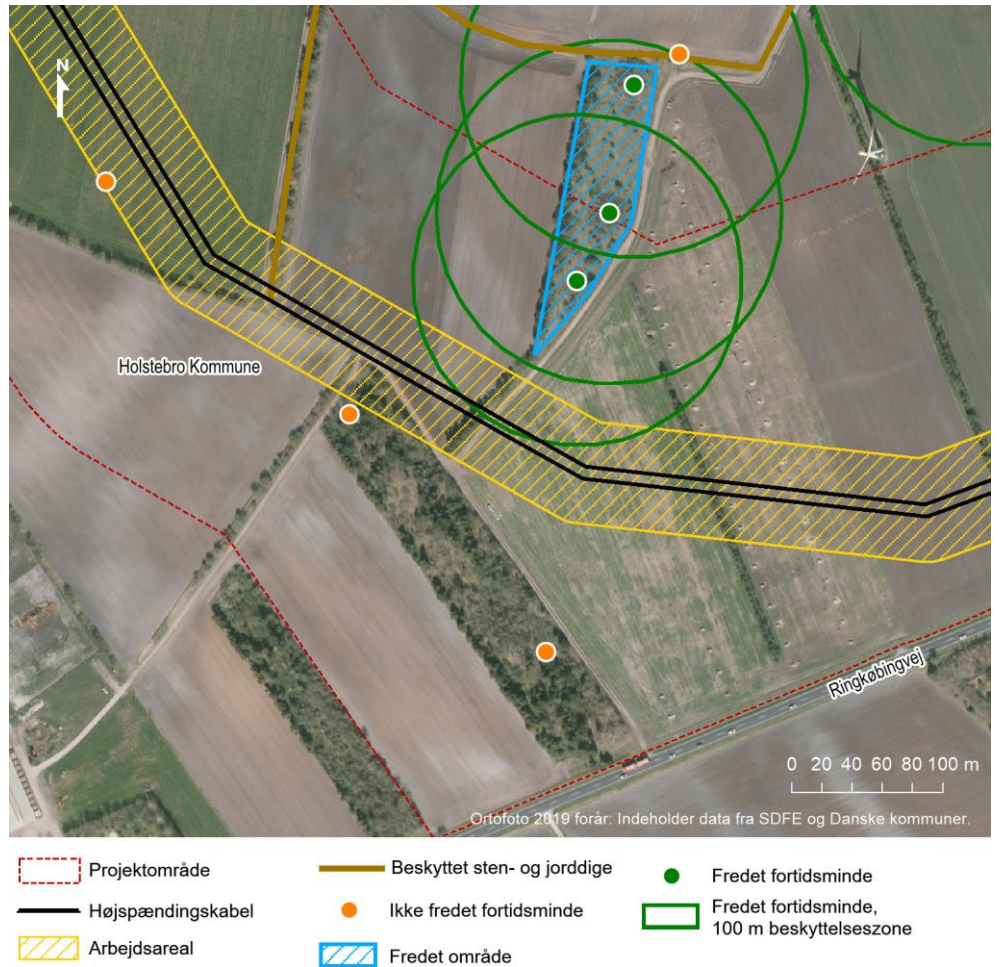 N
Holstebro Kommune
Ringkøbingvej
0 20 40 60 80 100 m
Ortofoto 2019 forår: Indeholder data fra SDFE og Danske kommuner.
Projektområde
Højspændingskabel
Arbejdsareal
Beskyttet sten- og jorddige
Ikke fredet fortidsminde
Fredet område
Fredet fortidsminde
Fredet fortidsminde,
100 m beskyttelseszone